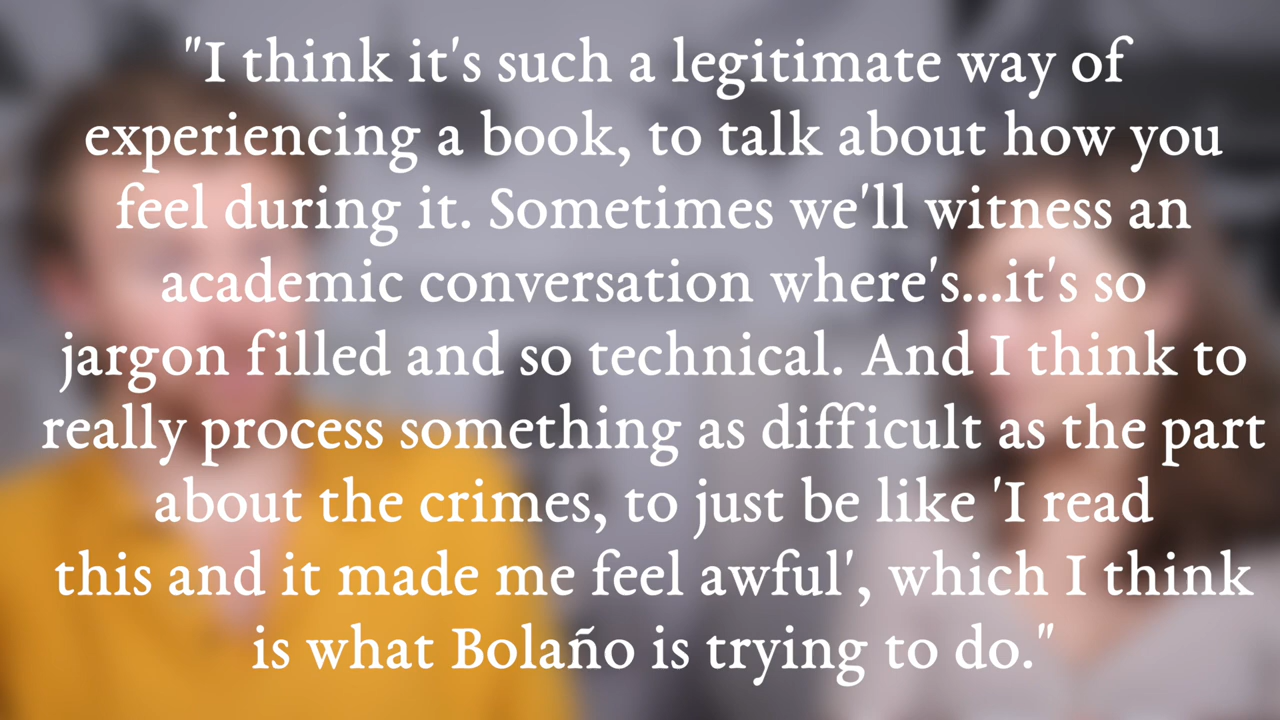 "I think it's such a legitimate way of
experiencing a book, to talk about how you
feel during it. Sometimes we'll witness an
academic conversation where's...it's so
jargon filled and so technical. And I think to
really process something as difficult as the part
about the crimes, to just be like 'I read
this and it made me feel awful', which I think
is what Bolaño is trying to do."